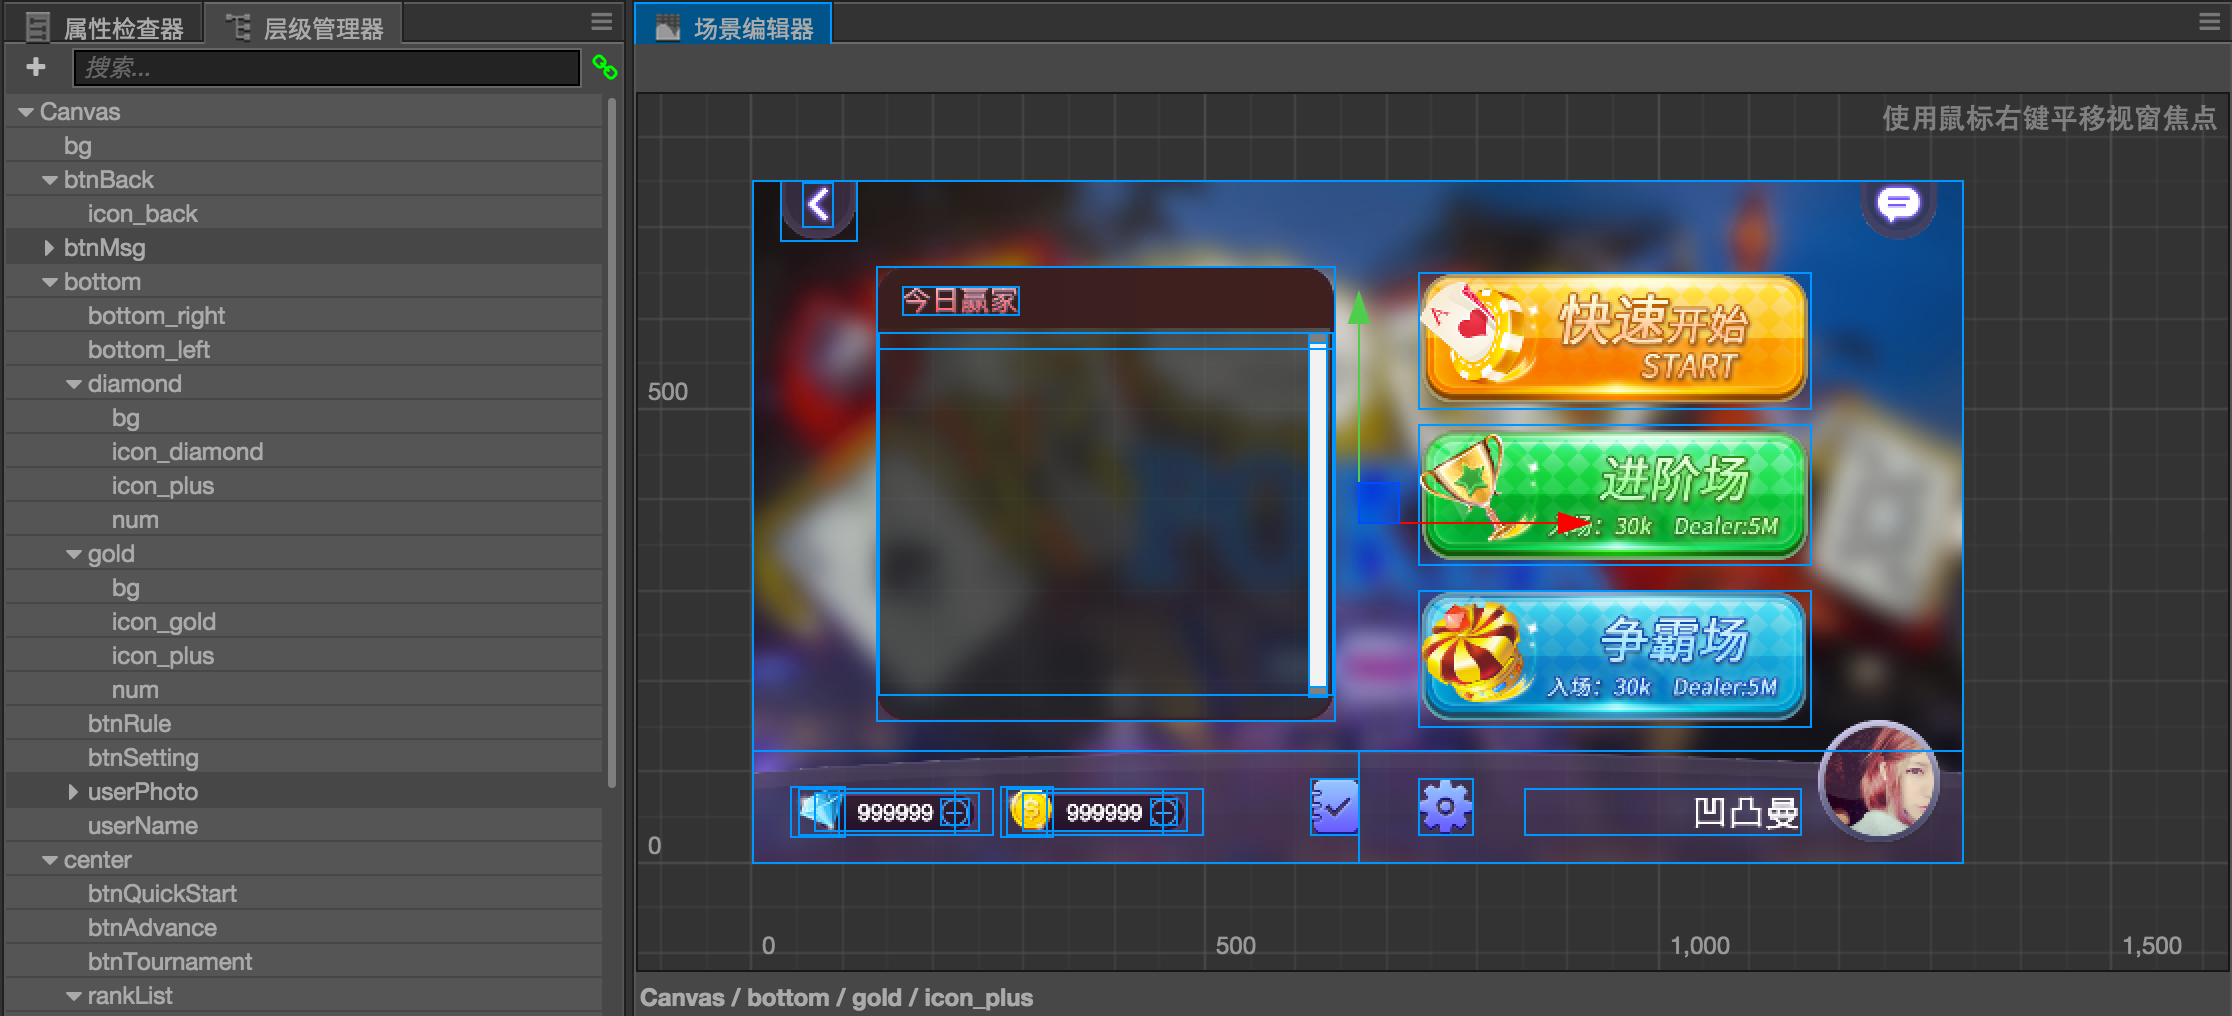 属性检查器
层级管理器
搜索...
Canvas
bg
btnBack
icon_back
btnMsg
bottom
bottom_right
bottom_left
diamond
bg
icon_diamond
icon_plus
num
gold
bg
icon_gold
icon_plus
num
btnRule
btnSetting
userPhoto
userName
center
btnQuickStart
btnAdvance
btnTournament
rankList
场景编辑器
使用鼠标右键平移视窗焦点
今日赢家
快速开始
START
进阶场
入场：30k Dealer:5M
争霸场
入场：30k Dealer:5M
999999
999999
凹凸曼
500
0
0
500
1,000
1,500
Canvas / bottom / gold / icon_plus